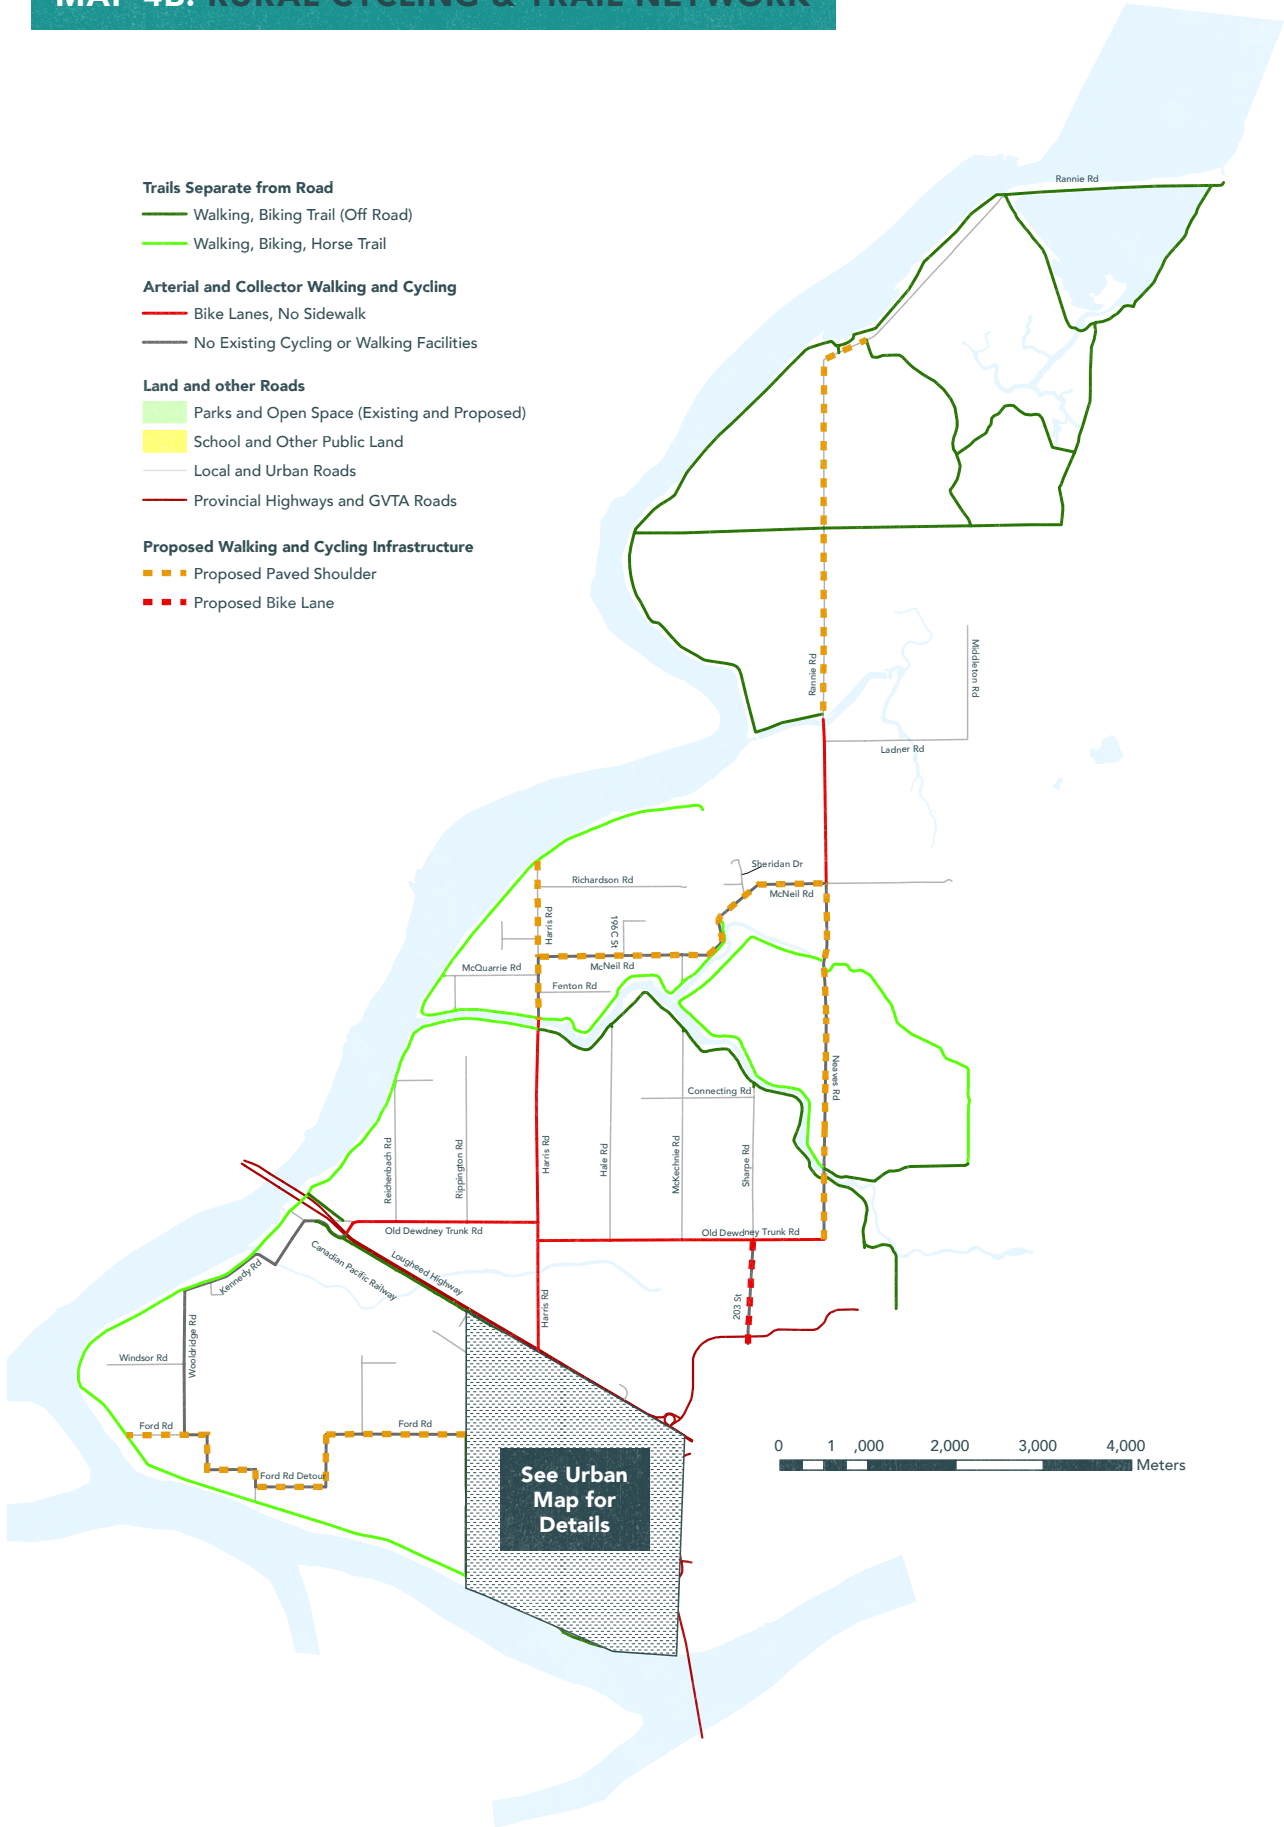 MAP 4B: RURAL CYCLING & TRAIL NETWORK
Rannie Rd
Trails Separate from Road
Walking, Biking Trail (Off Road)
Walking, Biking, Horse Trail
Arterial and Collector Walking and Cycling
Bike Lanes, No Sidewalk
No Existing Cycling or Walking Facilities
Land and other Roads
Parks and Open Space (Existing and Proposed)
School and Other Public Land
Local and Urban Roads
Provincial Highways and GVTA Roads
Proposed Walking and Cycling Infrastructure
Proposed Paved Shoulder
Proposed Bike Lane
Rannie Rd
Middleton Rd
Ladner Rd
Sheridan Dr
Richardson Rd
McNeil Rd
Harris Rd
196C St
McQuarrie Rd
McNeil Rd
Fenton Rd
Neaves Rd
Connecting Rd
Reichenbach Rd
Rippington Rd
Harris Rd
Hale Rd
McKechnie Rd
Sharpe Rd
Old Dewdney Trunk Rd
Old Dewdney Trunk Rd
Kennedy Rd
Canadian Pacific Railway
Lougheed Highway
Harris Rd
203 St
Wooldridge Rd
Windsor Rd
Ford Rd
Ford Rd
Ford Rd Detour
See Urban
Map for
Details
0 1 ,000 2,000 3,000 4,000
Meters